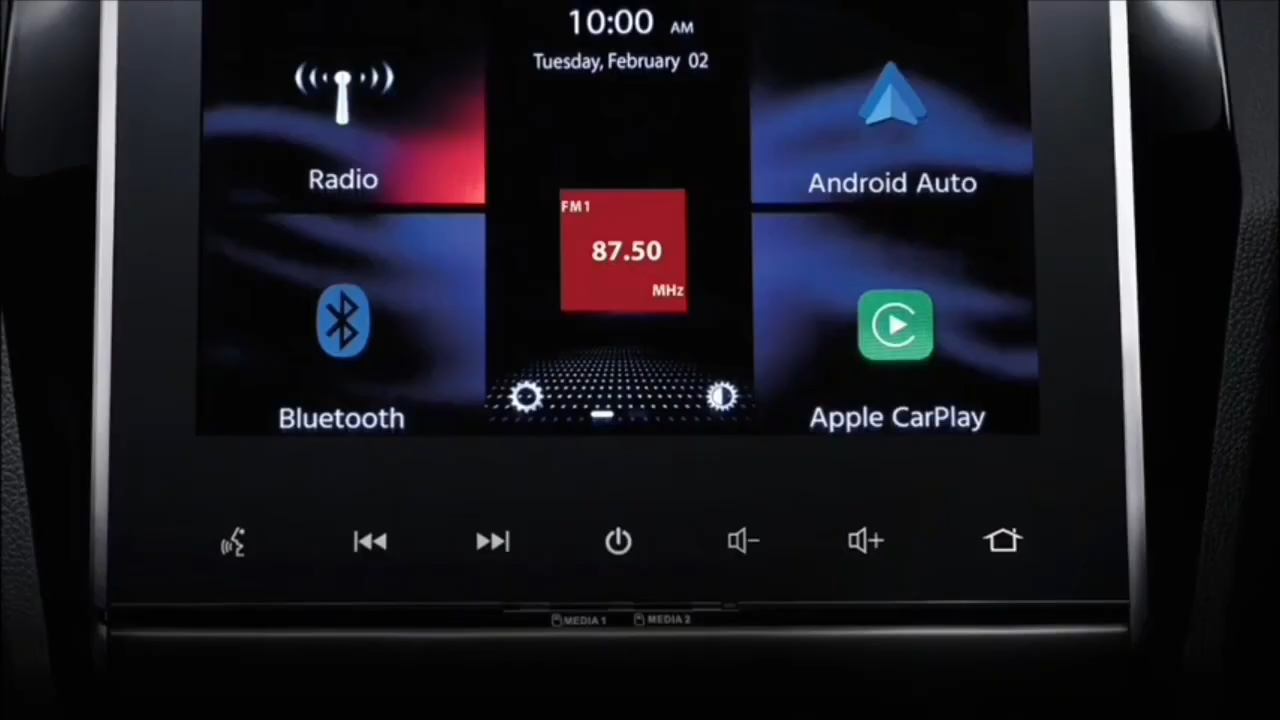 10:00 AM
Tuesday, February 02
Radio
Android Auto
FM1
87.50
MHz
Bluetooth
Apple CarPlay
MEDIA 1
MEDIA 2